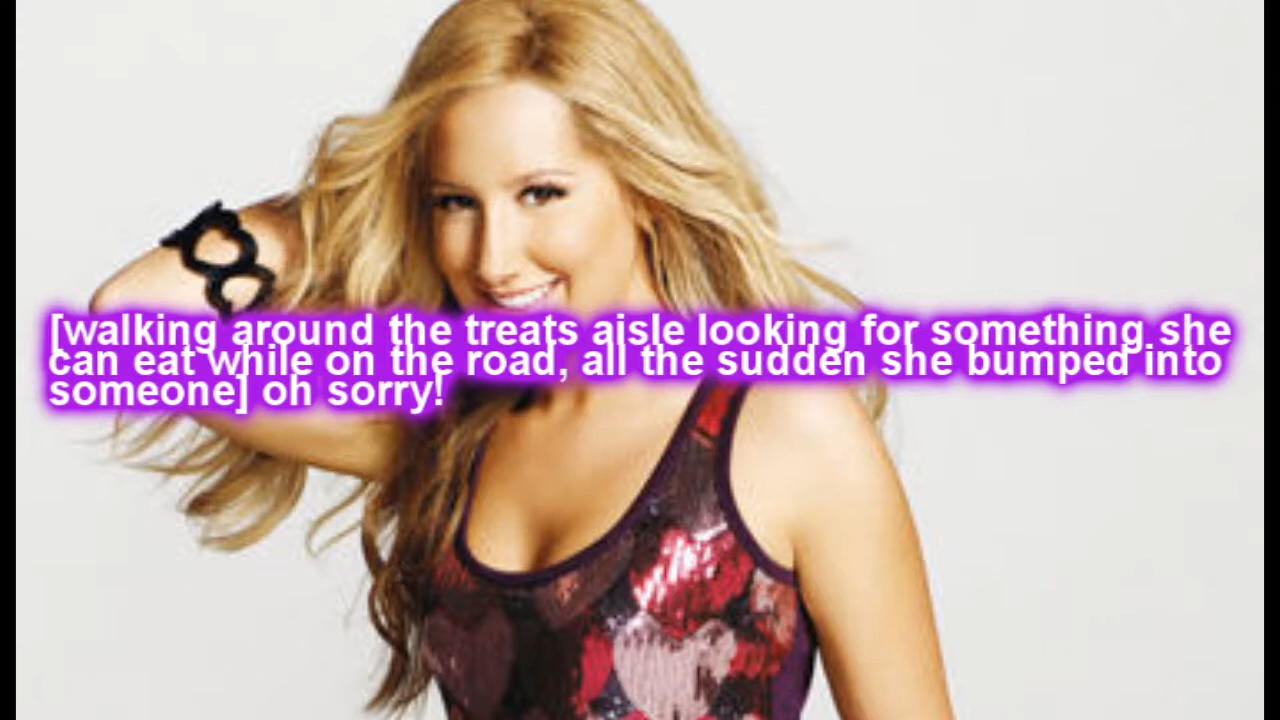 [walking around the treats aisle looking for something she
can eat while on the road, all the sudden she bumped into
someone] oh sorry!